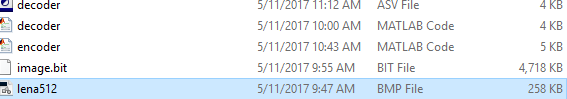 decoder 5/11/2017 11:12 AM ASV File 4 KB
decoder 5/11/2017 10:00 AM MATLAB Code 4 KB
encoder 5/11/2017 10:43 AM MATLAB Code 5 KB
image.bit 5/11/2017 9:55 AM BIT File 4,718 KB
lena512 5/11/2017 9:47 AM BMP File 258 KB